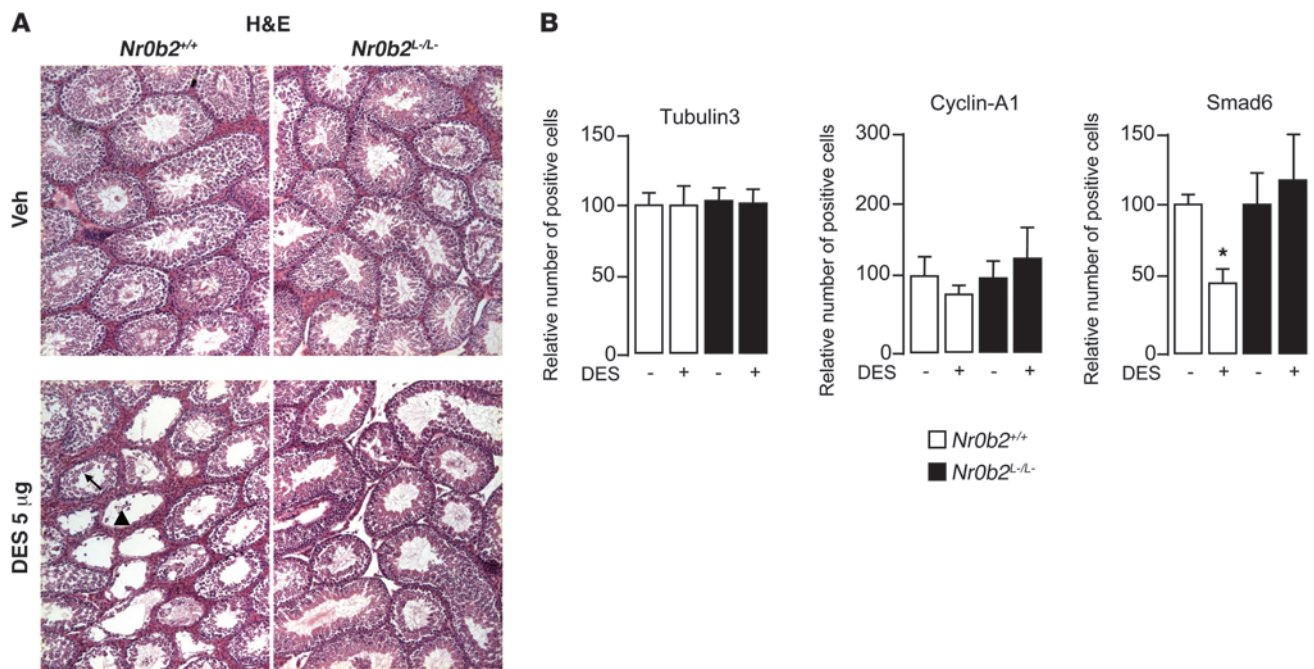 A
H&E
Nr0b2+/+
Nr0b2L-/L-
Veh
DES 5 μg
B
Tubulin3
Relative number of positive cells
150
100
50
0
DES - + - +
Cyclin-A1
Relative number of positive cells
300
200
100
0
DES - + - +
Smad6
Relative number of positive cells
150
100
50
0
*
DES - + - +
Nr0b2+/+
Nr0b2L-/L-